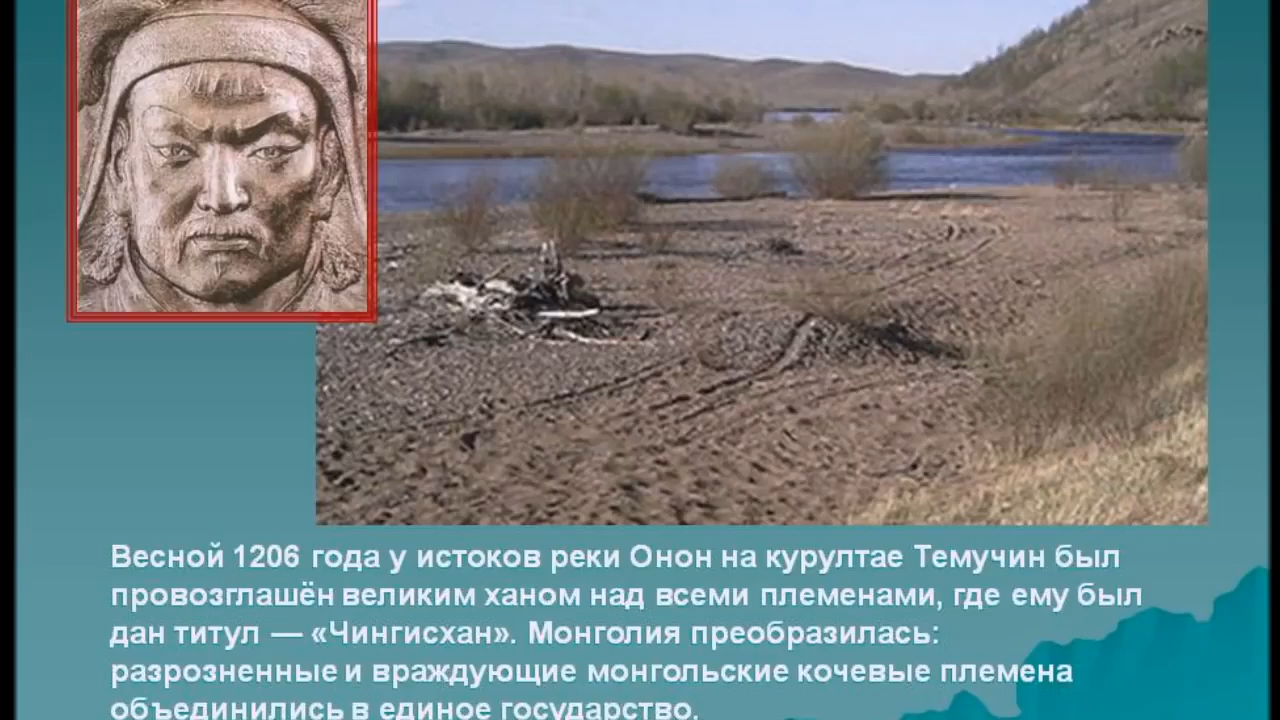 Весной 1206 года у истоков реки Онон на курултае Темучин был
провозглашён великим ханом над всеми племенами, где ему был
дан титул — «Чингисхан». Монголия преобразилась:
разрозненные и враждующие монгольские кочевые племена
объединились в единое государство.